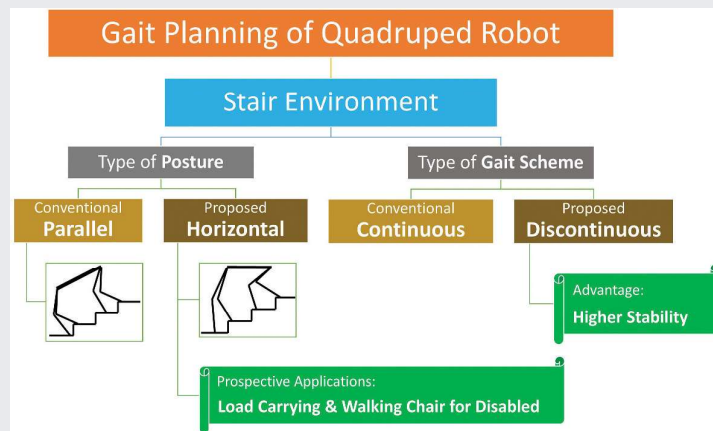 Gait Planning of Quadruped Robot
Stair Environment
Type of Posture
Type of Gait Scheme
Conventional
Parallel
Proposed
Horizontal
Conventional
Continuous
Proposed
Discontinuous
Advantage:
Higher Stability
Prospective Applications:
Load Carrying & Walking Chair for Disabled